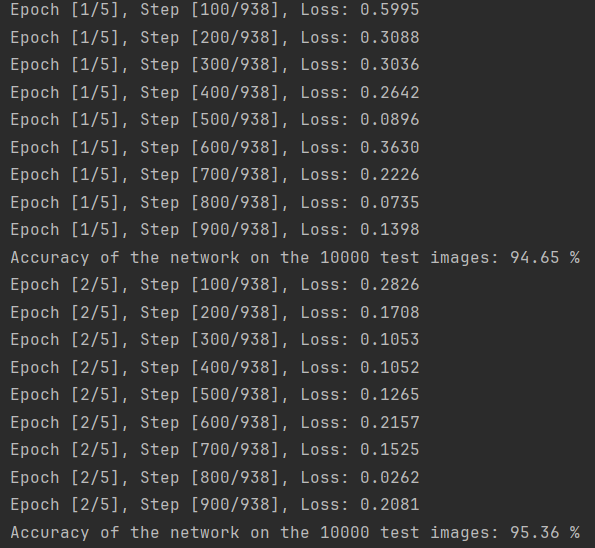 Epoch [1/5], Step [100/938], Loss: 0.5995
Epoch [1/5], Step [200/938], Loss: 0.3088
Epoch [1/5], Step [300/938], Loss: 0.3036
Epoch [1/5], Step [400/938], Loss: 0.2642
Epoch [1/5], Step [500/938], Loss: 0.0896
Epoch [1/5], Step [600/938], Loss: 0.3630
Epoch [1/5], Step [700/938], Loss: 0.2226
Epoch [1/5], Step [800/938], Loss: 0.0735
Epoch [1/5], Step [900/938], Loss: 0.1398
Accuracy of the network on the 10000 test images: 94.65 %
Epoch [2/5], Step [100/938], Loss: 0.2826
Epoch [2/5], Step [200/938], Loss: 0.1708
Epoch [2/5], Step [300/938], Loss: 0.1053
Epoch [2/5], Step [400/938], Loss: 0.1052
Epoch [2/5], Step [500/938], Loss: 0.1265
Epoch [2/5], Step [600/938], Loss: 0.2157
Epoch [2/5], Step [700/938], Loss: 0.1525
Epoch [2/5], Step [800/938], Loss: 0.0262
Epoch [2/5], Step [900/938], Loss: 0.2081
Accuracy of the network on the 10000 test images: 95.36 %